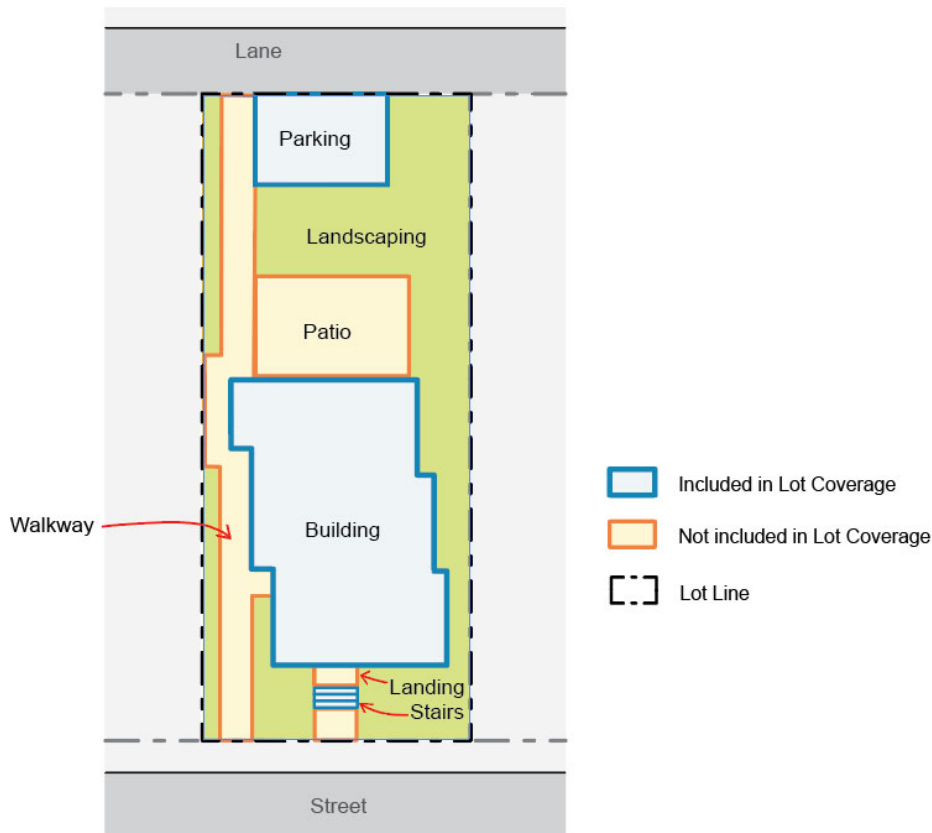 Lane
Parking
Landscaping
Patio
Included in Lot Coverage
Walkway
Building
Not included in Lot Coverage
Lot Line
Landing
Stairs
Street